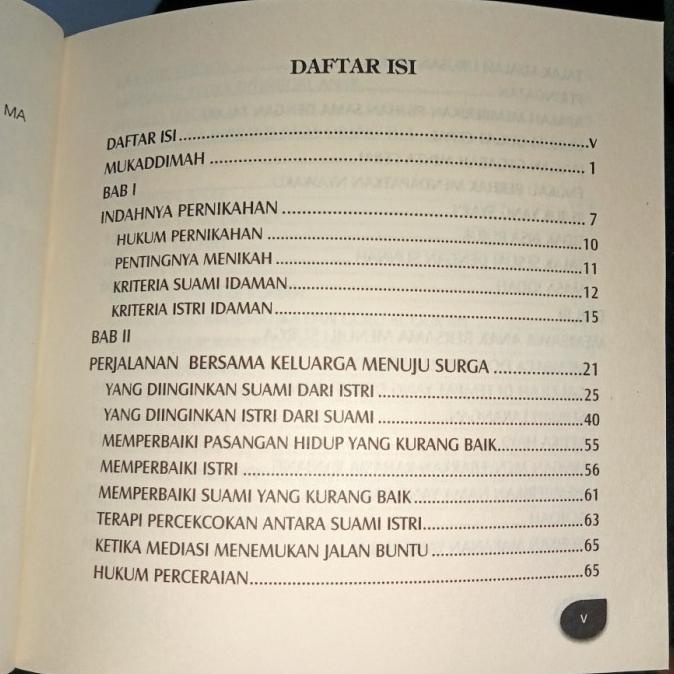 MA
DAFTAR ISI
DAFTAR ISI................................................................v
MUKADDIMAH ................................................................ 1
BAB I
INDAHNYA PERNIKAHAN ................................................ 7
HUKUM PERNIKAHAN ................................................10
PENTINGNYA MENIKAH ................................................11
KRITERIA SUAMI IDAMAN................................................12
KRITERIA ISTRI IDAMAN................................................15
BAB II
PERJALANAN BERSAMA KELUARGA MENUJU SURGA ................21
YANG DIINGINKAN SUAMI DARI ISTRI ................................25
YANG DIINGINKAN ISTRI DARI SUAMI ................................40
MEMPERBAIKI PASANGAN HIDUP YANG KURANG BAIK................55
MEMPERBAIKI ISTRI ................................................56
MEMPERBAIKI SUAMI YANG KURANG BAIK ................................61
TERAPI PERCEKCOKAN ANTARA SUAMI ISTRI................................63
KETIKA MEDIASI MENEMUKAN JALAN BUNTU ................................65
HUKUM PERCERAIAN................................................65
v